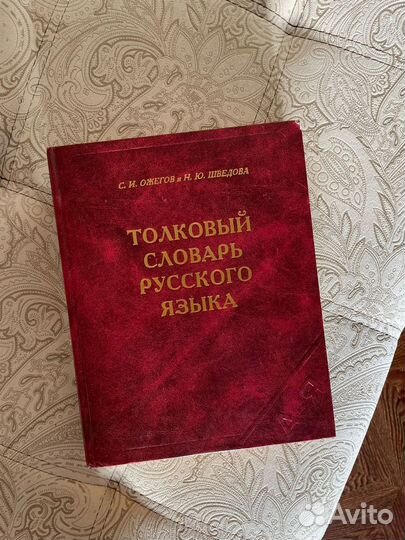 С. И. ОЖЕГОВ и Н. Ю. ШВЕДОВА
ТОЛКОВЫЙ
СЛОВАРЬ
РУССКОГО
ЯЗЫКА
Avito